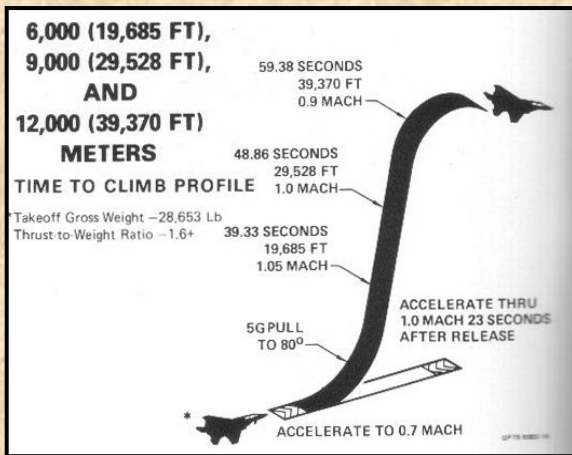 6,000 (19,685 FT),
9,000 (29,528 FT),
AND
12,000 (39,370 FT)
METERS
TIME TO CLIMB PROFILE
*Takeoff Gross Weight —28,653 Lb
Thrust-to-Weight Ratio —1.6+
59.38 SECONDS
39,370 FT
0.9 MACH
48.86 SECONDS
29,528 FT
1.0 MACH
39.33 SECONDS
19,685 FT
1.05 MACH
5G PULL
TO 80°
ACCELERATE THRU
1.0 MACH 23 SECONDS
AFTER RELEASE
*
ACCELERATE TO 0.7 MACH